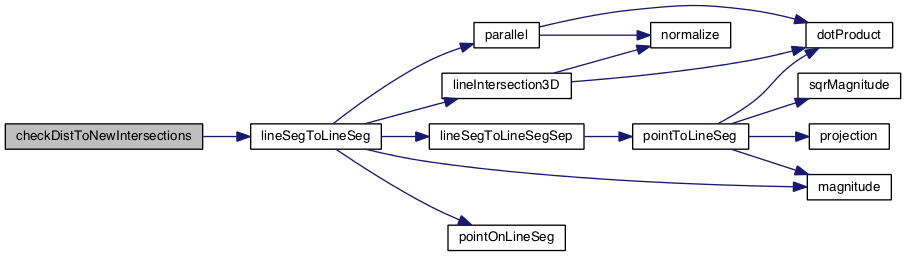 parallel
normalize
dotProduct
lineIntersection3D
sqrMagnitude
checkDistToNewIntersections
lineSegToLineSeg
lineSegToLineSegSep
pointToLineSeg
projection
magnitude
pointOnLineSeg